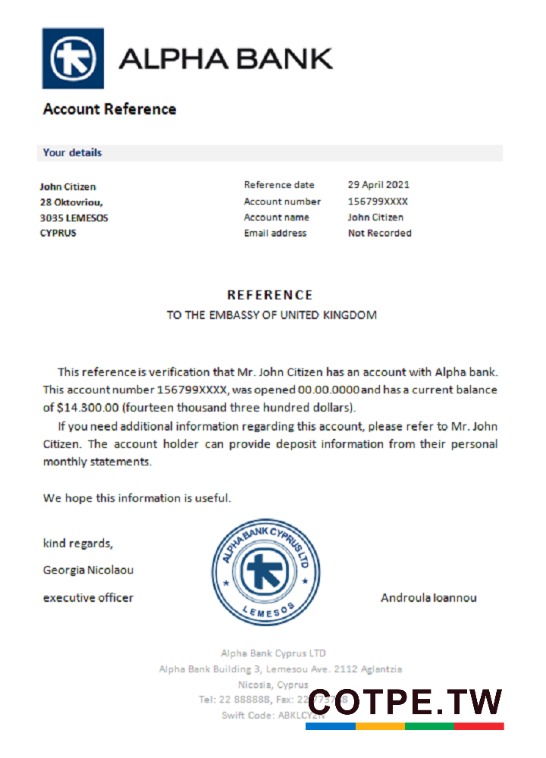 ALPHA BANK
Account Reference
Your details
John Citizen
28 Oktovriou,
3035 LEMESOS
CYPRUS
Reference date 29 April 2021
Account number 156799XXXX
Account name John Citizen
Email address Not Recorded
REFERENCE
TO THE EMBASSY OF UNITED KINGDOM
This reference is verification that Mr. John Citizen has an account with Alpha bank.
This account number 156799XXXX, was opened 00.00.0000 and has a current balance
of $14.300.00 (fourteen thousand three hundred dollars).
If you need additional information regarding this account, please refer to Mr. John
Citizen. The account holder can provide deposit information from their personal
monthly statements.
We hope this information is useful.
kind regards,
Georgia Nicolaou
executive officer
ALPHA BANK CYPRUS LTD
LEMESOS
Androula Ioannou
Alpha Bank Cyprus LTD
Alpha Bank Building 3, Lemesou Ave. 2112 Aglantzia
Nicosia, Cyprus
Tel: 22 888888, Fax: 22
Swift Code:
COTPE.TW